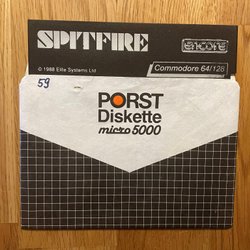 SPITFIRE
encore
© 1988 Elite Systems Ltd
Commodore 64/128
59
PORST
Diskette
micro 5000